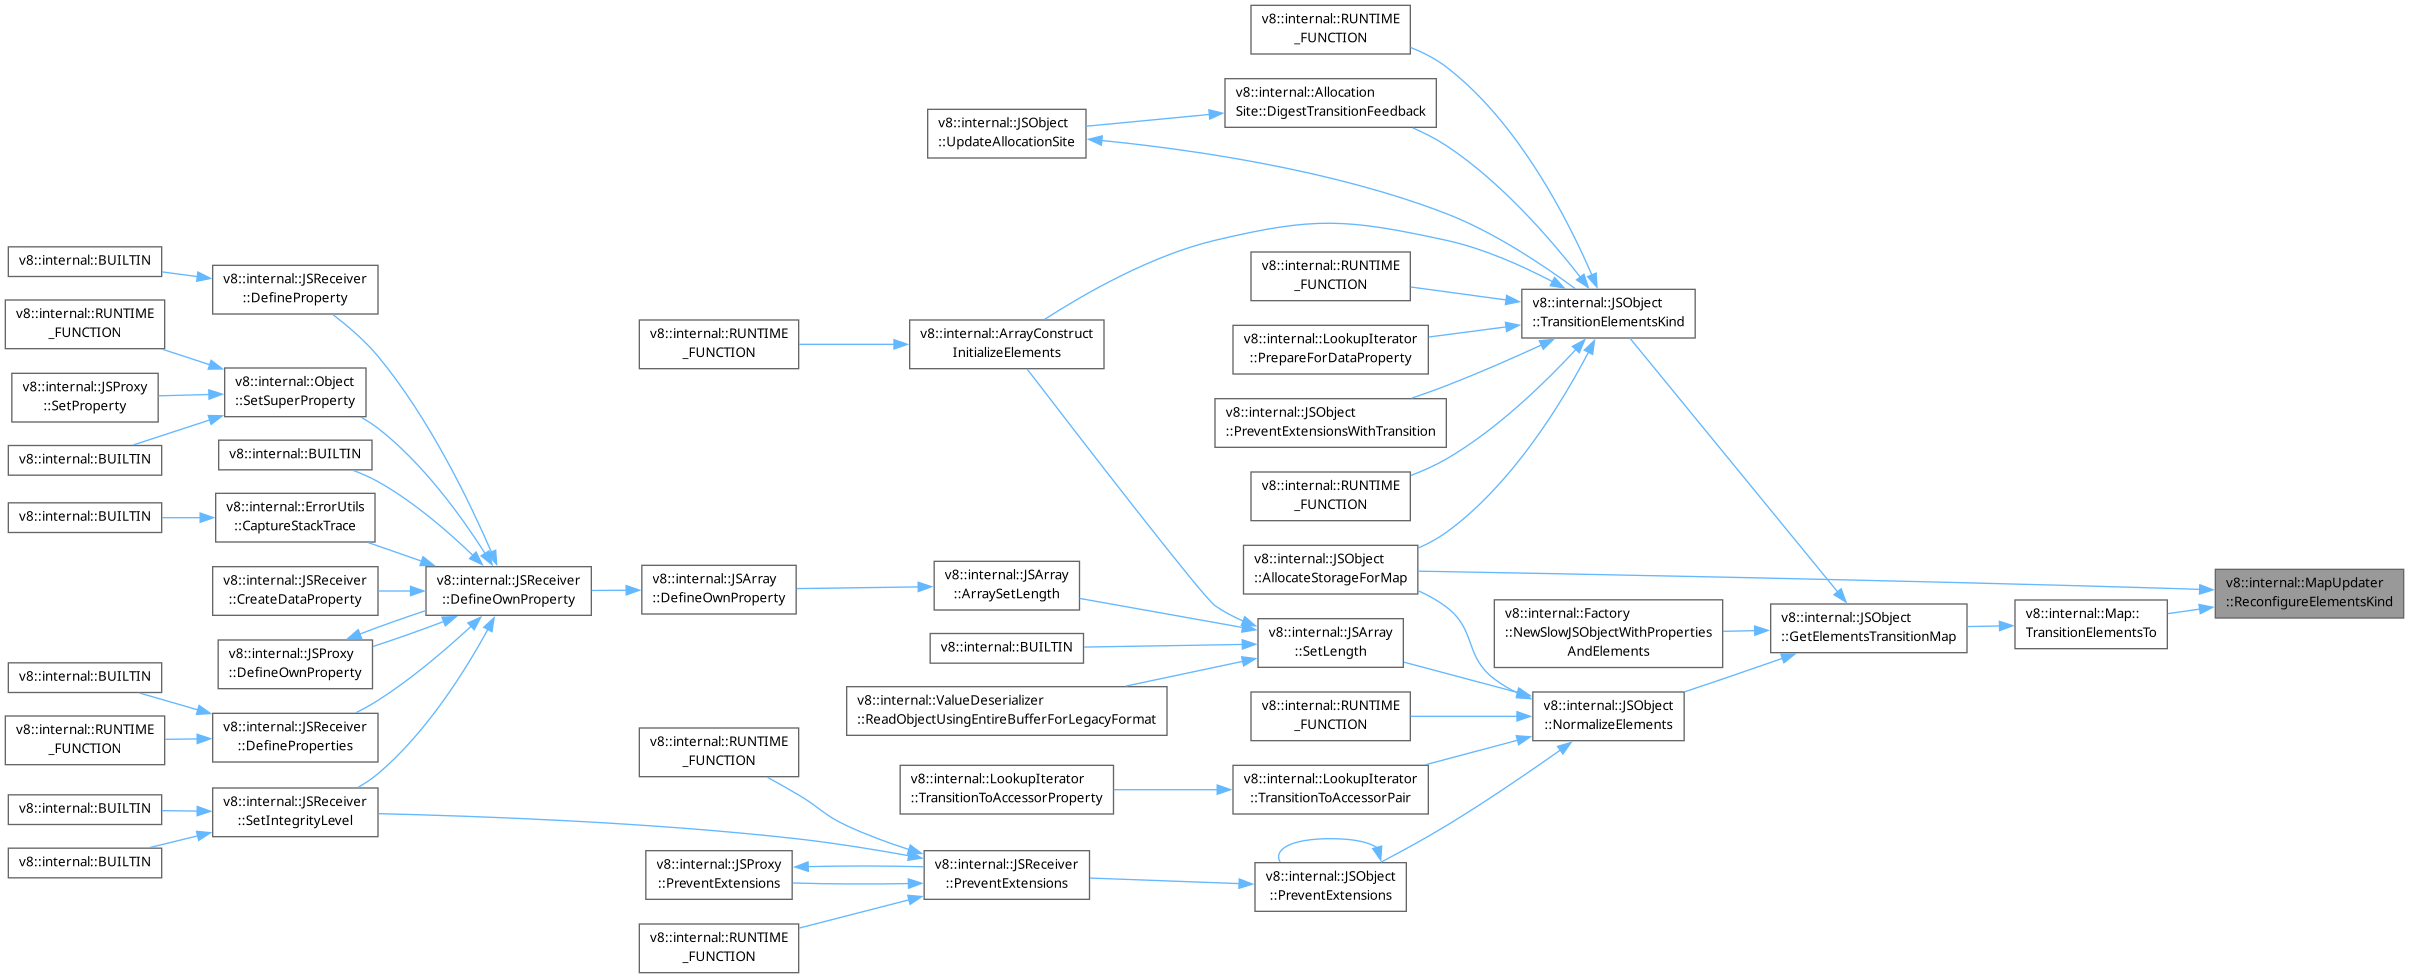 v8::internal::RUNTIME
_FUNCTION
v8::internal::Allocation
Site::DigestTransitionFeedback
v8::internal::JSObject
::UpdateAllocationSite
v8::internal::BUILTIN
v8::internal::JSReceiver
::DefineProperty
v8::internal::RUNTIME
_FUNCTION
v8::internal::JSObject
::TransitionElementsKind
v8::internal::RUNTIME
_FUNCTION
v8::internal::RUNTIME
_FUNCTION
v8::internal::ArrayConstruct
InitializeElements
v8::internal::LookupIterator
::PrepareForDataProperty
v8::internal::JSProxy
::SetProperty
v8::internal::Object
::SetSuperProperty
v8::internal::JSObject
::PreventExtensionsWithTransition
v8::internal::BUILTIN
v8::internal::BUILTIN
v8::internal::RUNTIME
_FUNCTION
v8::internal::BUILTIN
v8::internal::ErrorUtils
::CaptureStackTrace
v8::internal::JSObject
::AllocateStorageForMap
v8::internal::JSReceiver
::CreateDataProperty
v8::internal::JSReceiver
::DefineOwnProperty
v8::internal::JSArray
::DefineOwnProperty
v8::internal::JSArray
::ArraySetLength
v8::internal::MapUpdater
::ReconfigureElementsKind
v8::internal::Factory
::NewSlowJSObjectWithProperties
AndElements
v8::internal::JSObject
::GetElementsTransitionMap
v8::internal::Map::
TransitionElementsTo
v8::internal::JSProxy
::DefineOwnProperty
v8::internal::BUILTIN
v8::internal::JSArray
::SetLength
v8::internal::BUILTIN
v8::internal::ValueDeserializer
::ReadObjectUsingEntireBufferForLegacyFormat
v8::internal::RUNTIME
_FUNCTION
v8::internal::JSObject
::NormalizeElements
v8::internal::RUNTIME
_FUNCTION
v8::internal::JSReceiver
::DefineProperties
v8::internal::RUNTIME
_FUNCTION
v8::internal::LookupIterator
::TransitionToAccessorProperty
v8::internal::LookupIterator
::TransitionToAccessorPair
v8::internal::BUILTIN
v8::internal::JSReceiver
::SetIntegrityLevel
v8::internal::BUILTIN
v8::internal::JSProxy
::PreventExtensions
v8::internal::JSReceiver
::PreventExtensions
v8::internal::JSObject
::PreventExtensions
v8::internal::RUNTIME
_FUNCTION